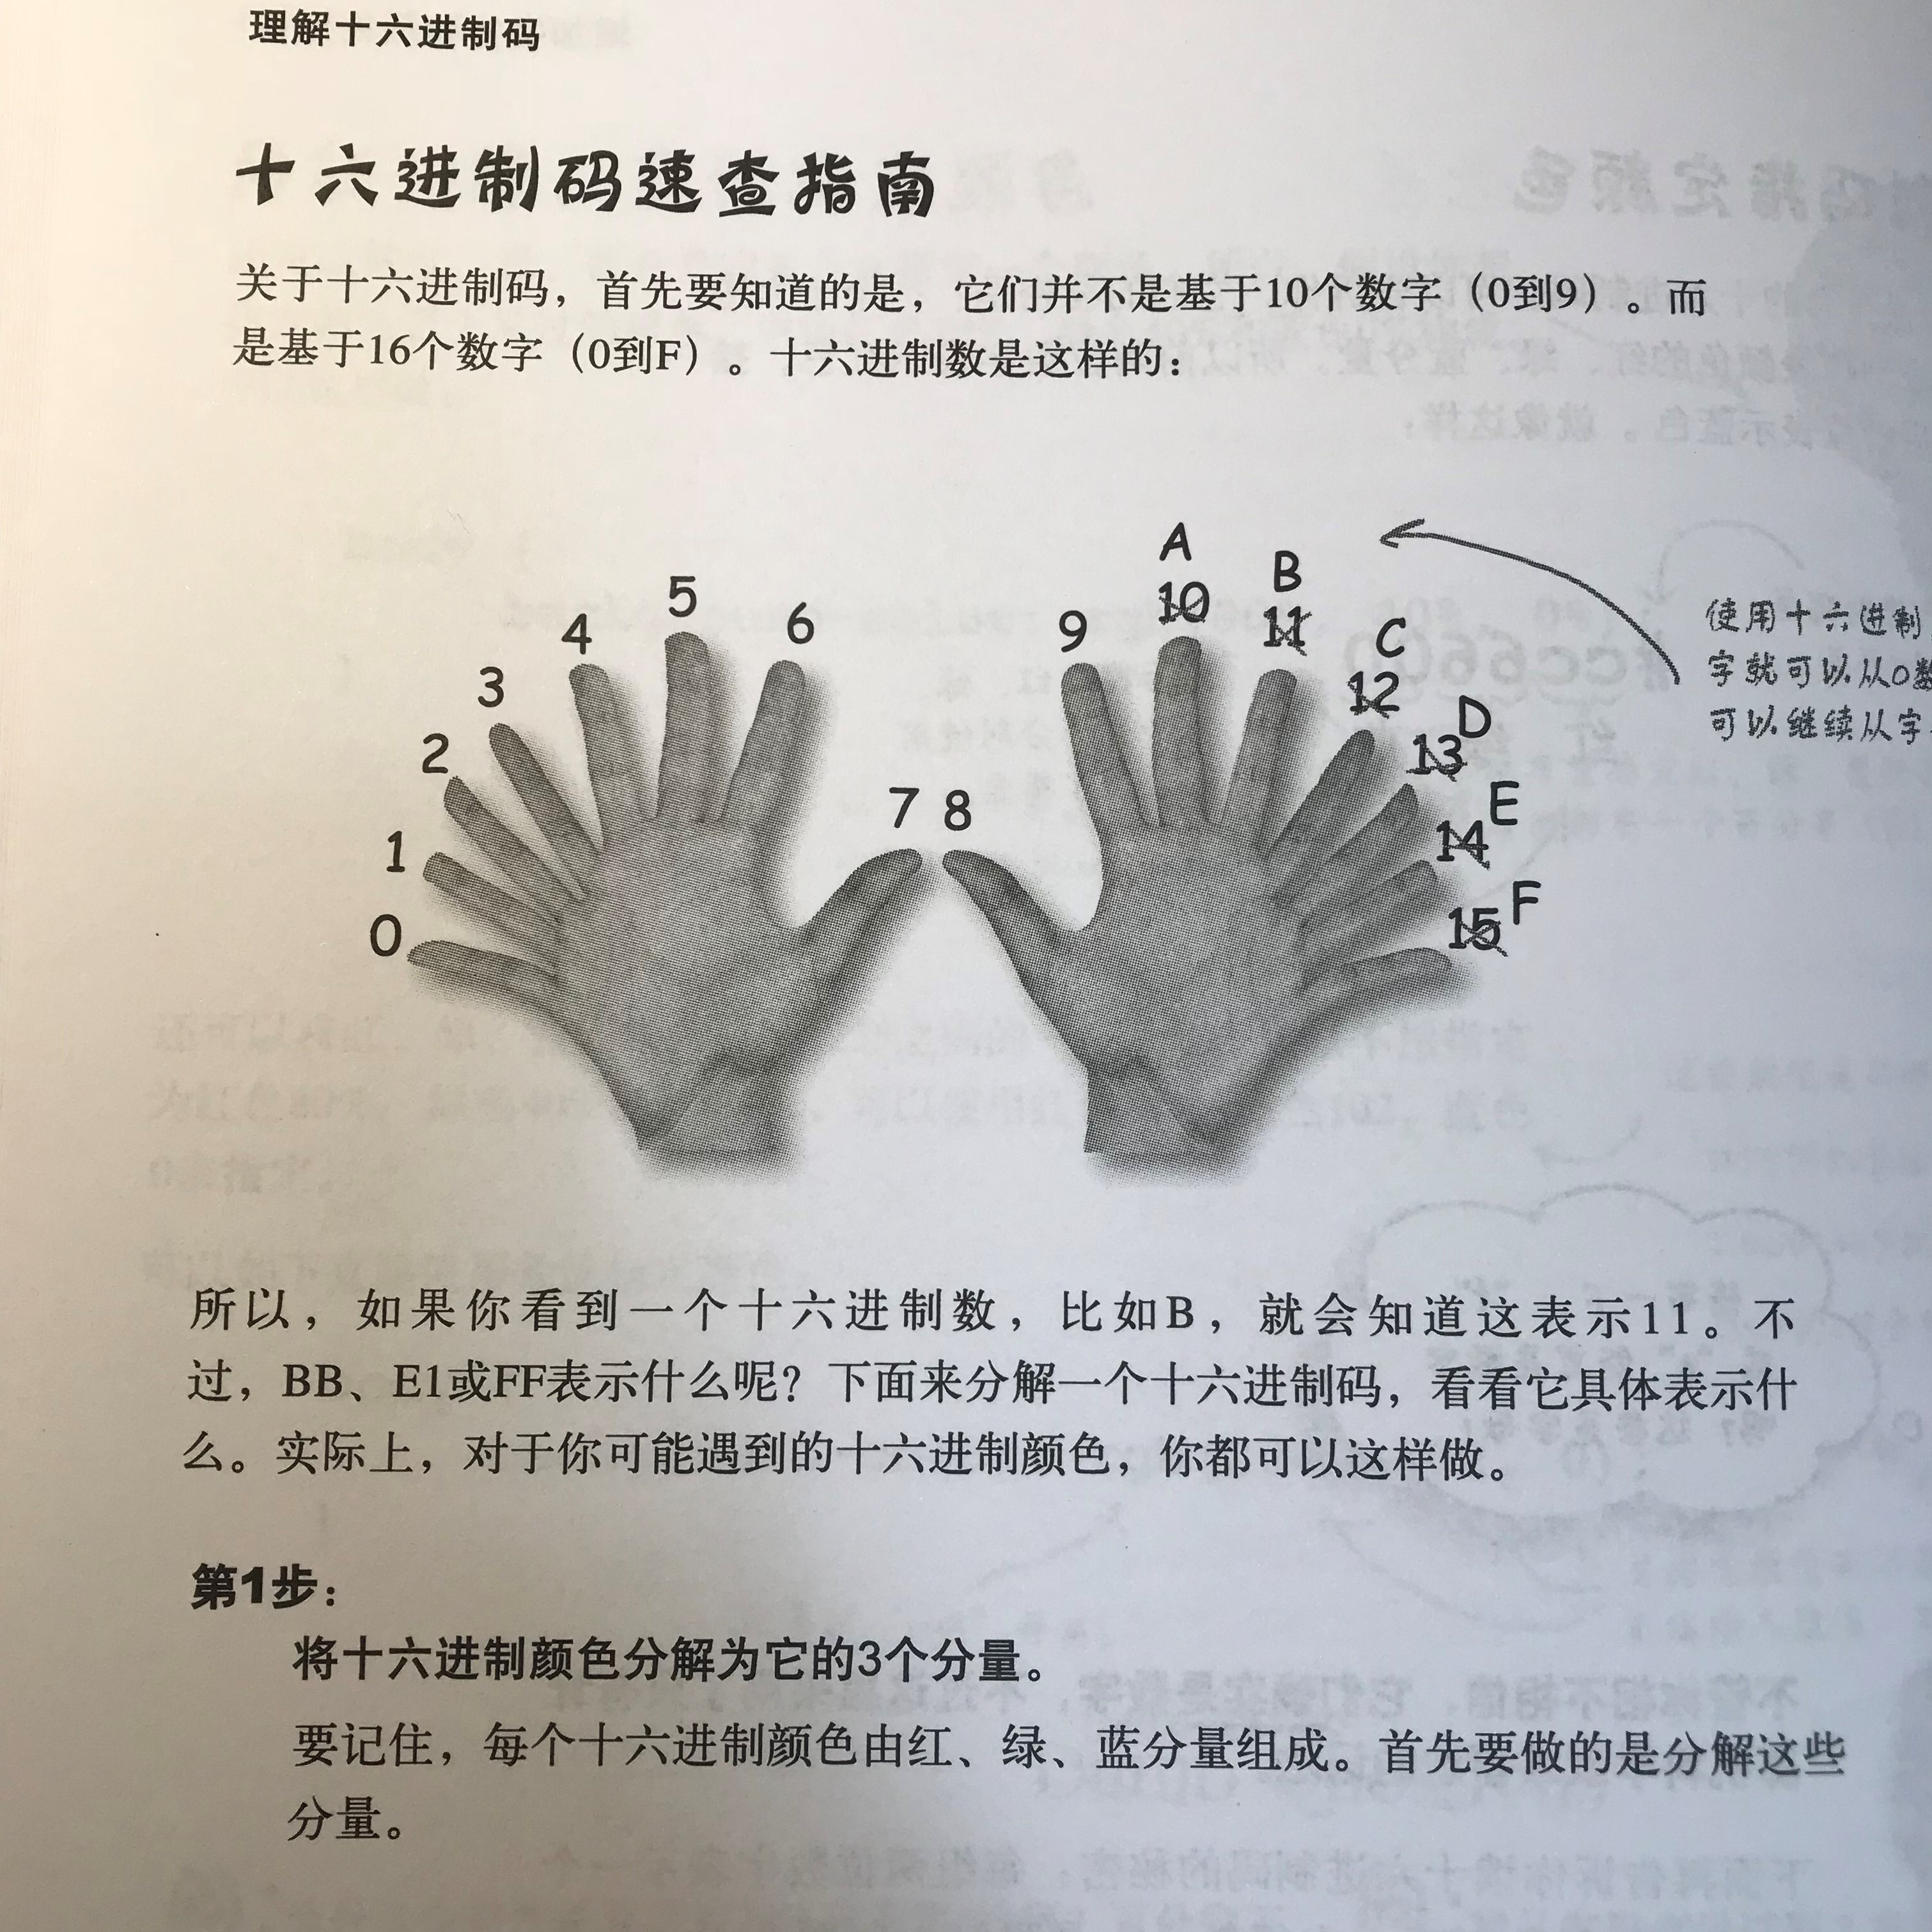 理解十六进制码
十六进制码速查指南
关于十六进制码，首先要知道的是，它们并不是基于10个数字（0到9）。而
是基于16个数字（0到F）。十六进制数是这样的：
0
1
2
3
4
5
6
7
8
9
A
10
B
11
C
12
D
13
E
14
F
15
使用十六进制
字就可以从0数
可以继续从字
所以，如果你看到一个十六进制数，比如B，就会知道这表示11。不
过，BB、E1或FF表示什么呢？下面来分解一个十六进制码，看看它具体表示什
么。实际上，对于你可能遇到的十六进制颜色，你都可以这样做。
第1步：
将十六进制颜色分解为它的3个分量。
要记住，每个十六进制颜色由红、绿、蓝分量组成。首先要做的是分解这些
分量。